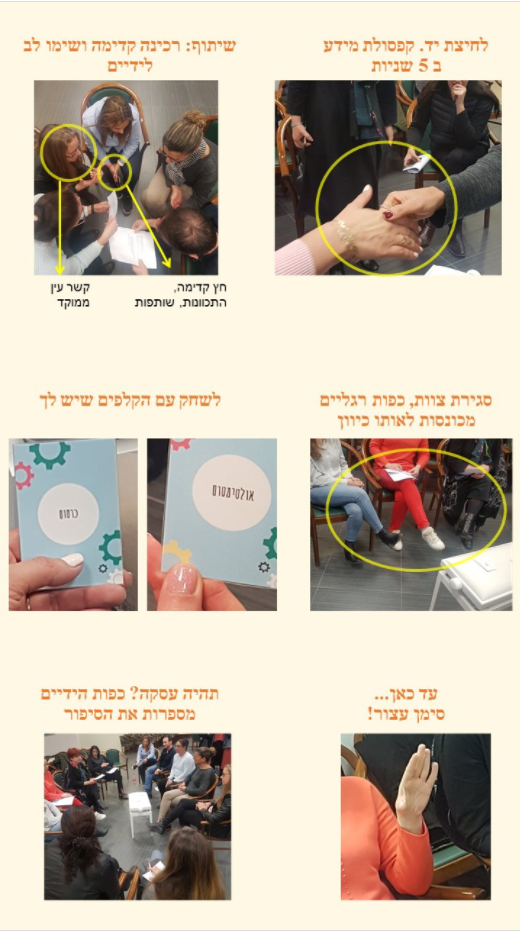 לחיצת יד. קפסולת מידע
ב 5 שניות
שיתוף: רכינה קדימה ושימו לב
לידיים
קשר עין
ממוקד
חץ קדימה,
התכוונות, שותפות
סגירת צוות, כפות רגליים
מכונסות לאותו כיוון
לשחק עם הקלפים שיש לך
אולטימטום
כרסום
עד כאן...
סימן עצור!
תהיה עסקה? כפות הידיים
מספרות את הסיפור